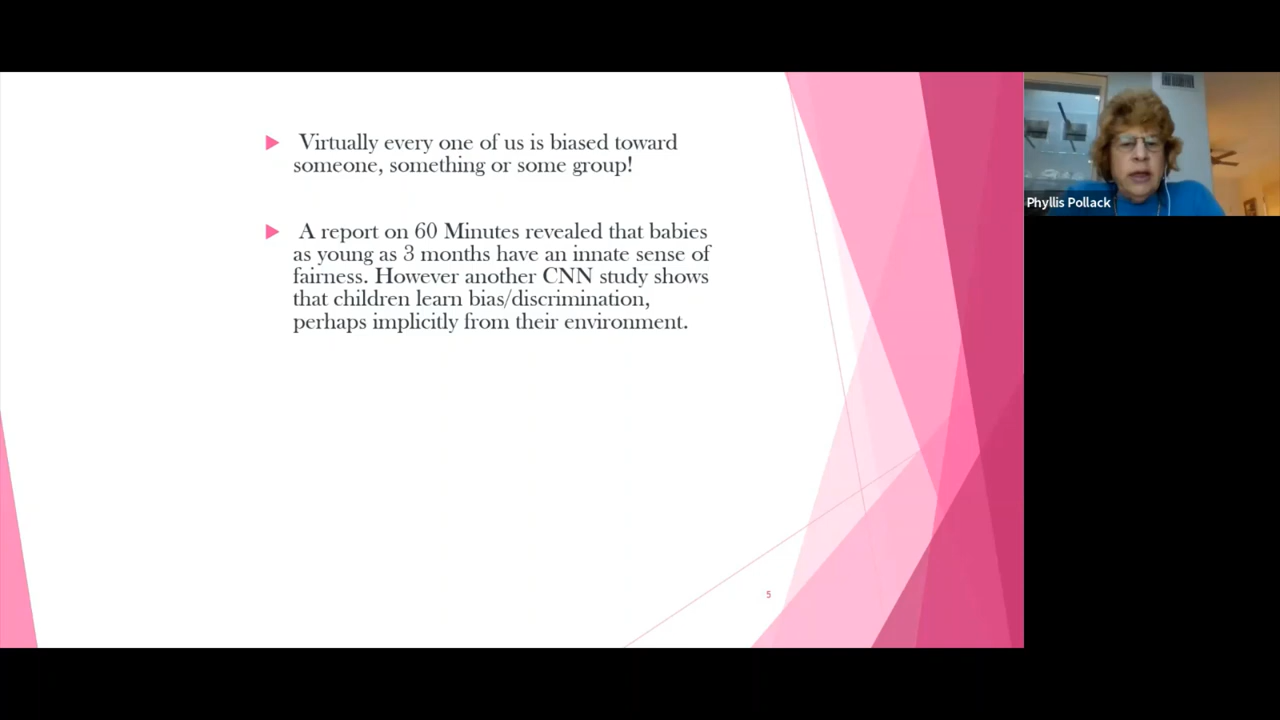 Virtually every one of us is biased toward
someone, something or some group!
A report on 60 Minutes revealed that babies
as young as 3 months have an innate sense of
fairness. However another CNN study shows
that children learn bias/discrimination,
perhaps implicitly from their environment.
5
Phyllis Pollack